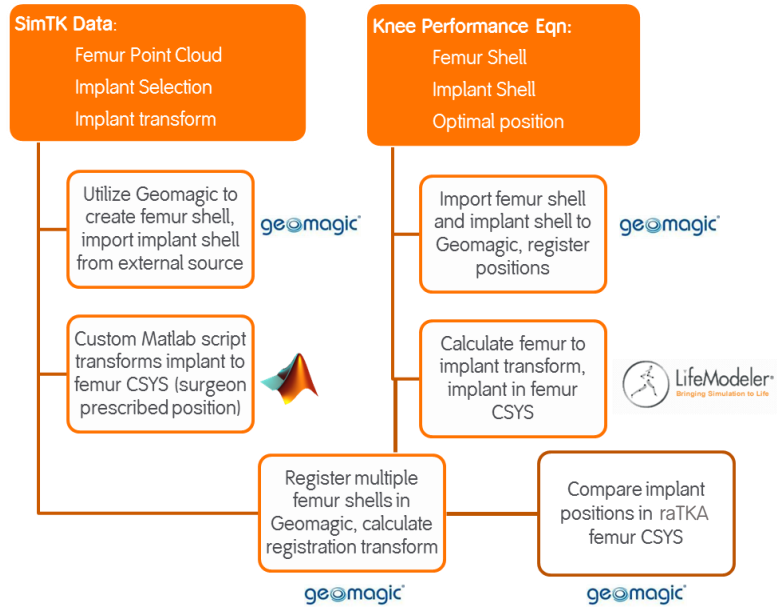 SimTK Data:
Femur Point Cloud
Implant Selection
Implant transform
Knee Performance Eqn:
Femur Shell
Implant Shell
Optimal position
Utilize Geomagic to
create femur shell,
import implant shell
from external source
geomagic®
Import femur shell
and implant shell to
Geomagic, register
positions
geomagic®
Custom Matlab script
transforms implant to
femur CSYS (surgeon
prescribed position)
Calculate femur to
implant transform,
implant in femur
CSYS
LifeModeler®
Bringing Simulation to Life
Register multiple
femur shells in
Geomagic, calculate
registration transform
geomagic®
Compare implant
positions in raTKA
femur CSYS
geomagic®